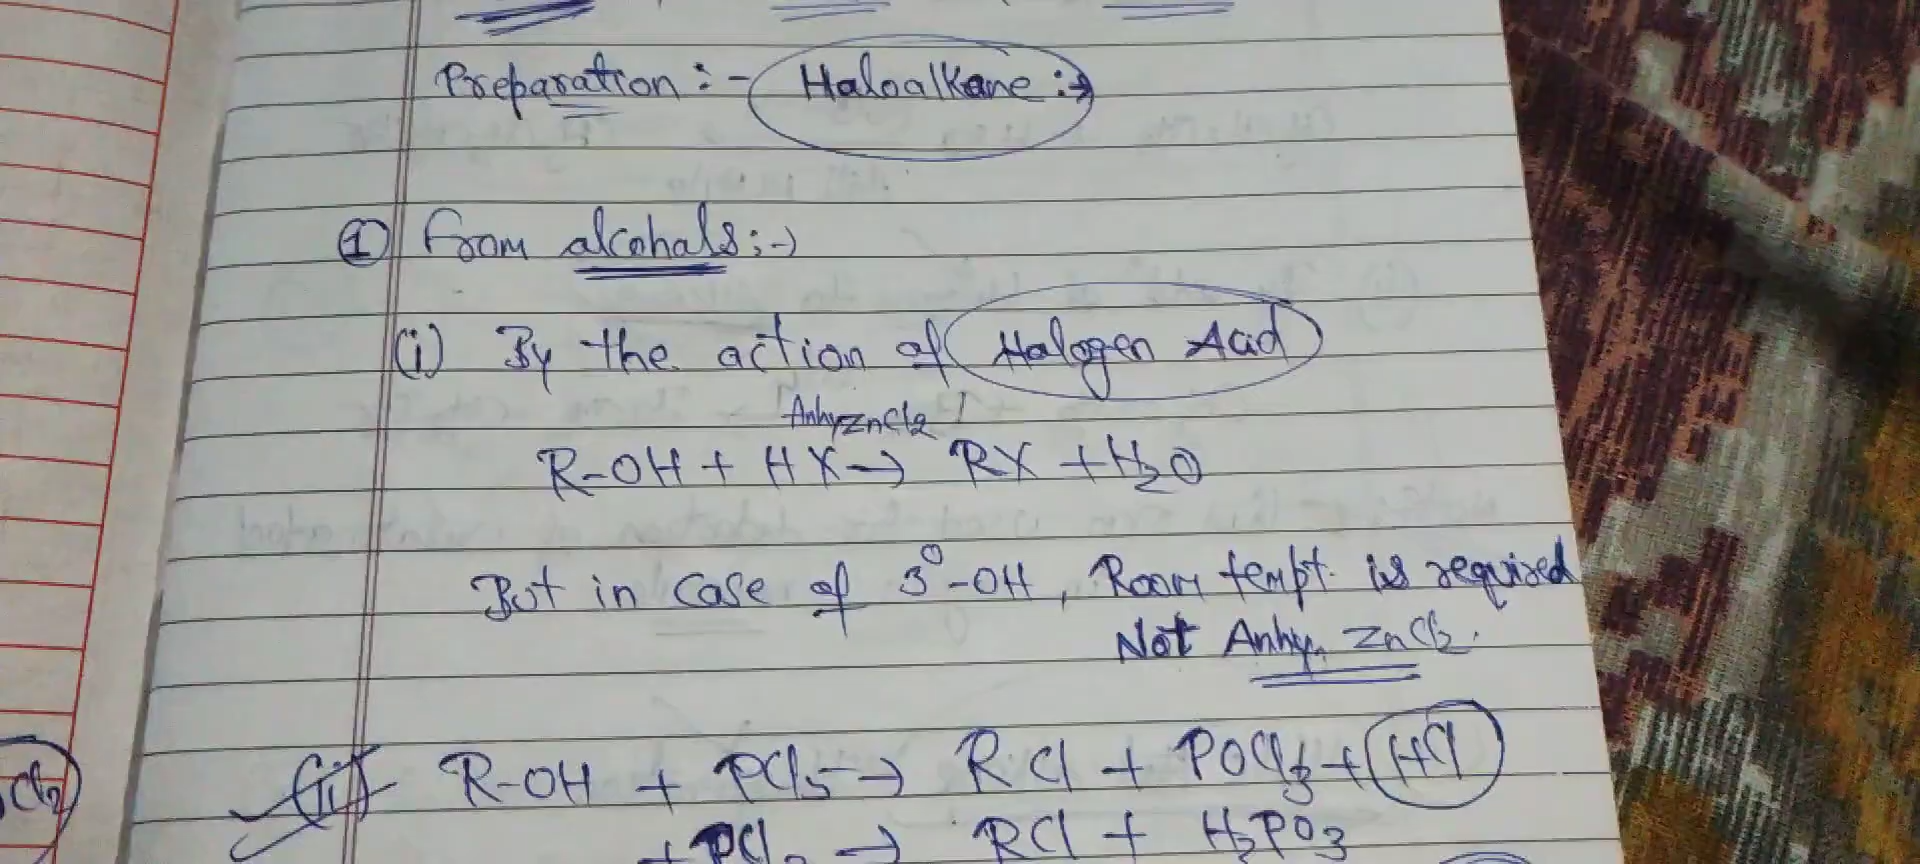 Preparation :- Haloalkane :→
① from alcohals :-)
(i) By the action of Halogen Acid
Anhy ZnCl2
R-OH + HX → RX + H2O
But in case of 3°-OH, Room tempt. is required
Not Anhy. ZnCl2.
(ii) R-OH + PCl5 → RCl + POCl3 + HCl
Cl2
+ PCl3 → RCl + H3PO3